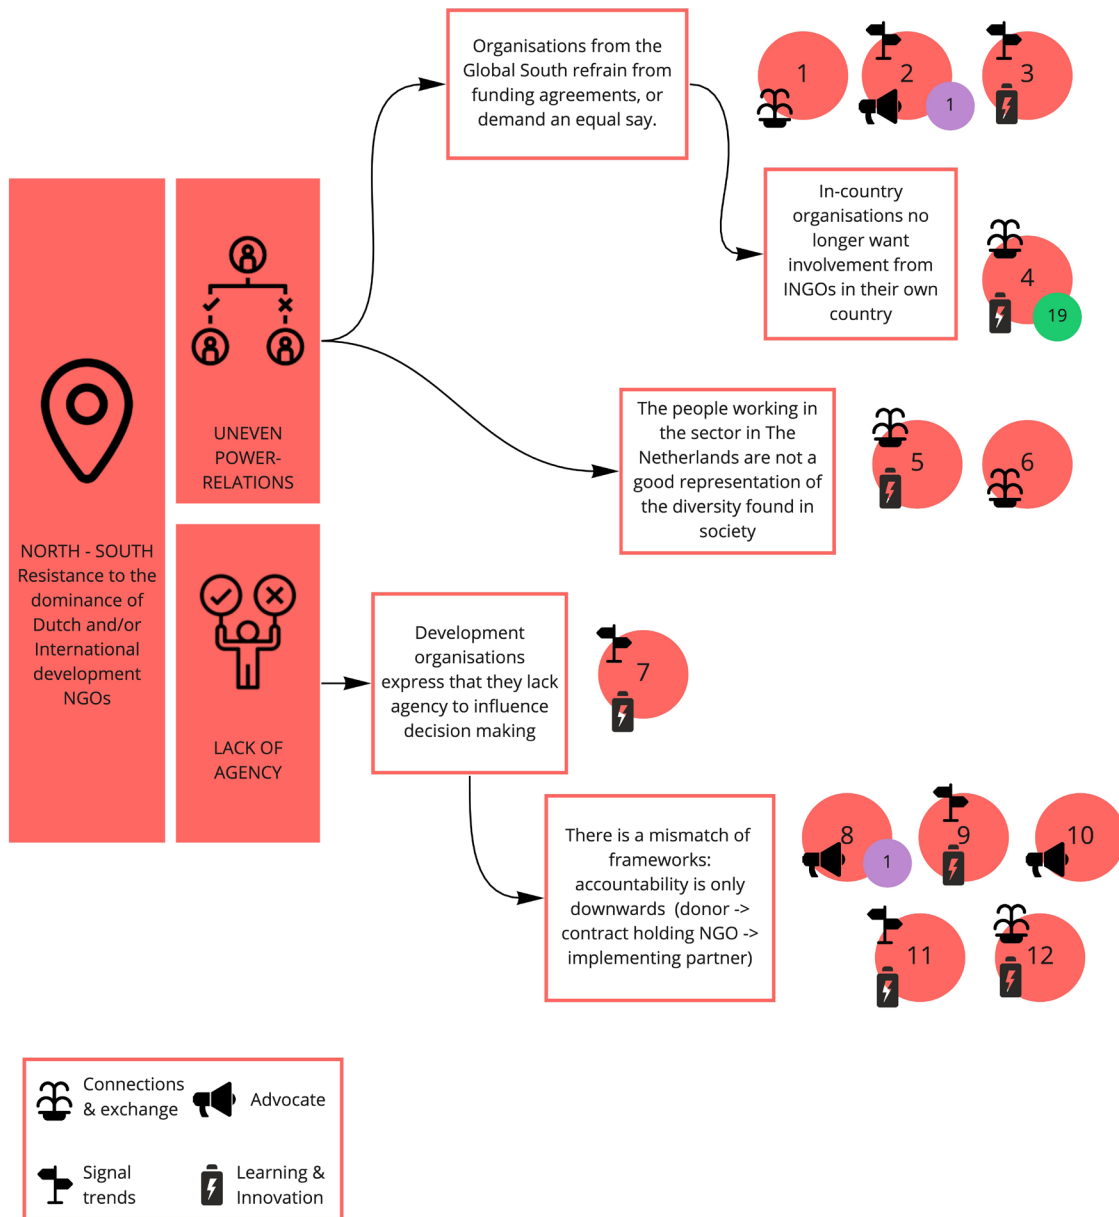 Organisations from the
Global South refrain from
funding agreements, or
demand an equal say.
1
2
1
3
In-country
organisations no
longer want
involvement from
INGOs in their own
country
4
19
UNEVEN
POWER-
RELATIONS
The people working in
the sector in The
Netherlands are not a
good representation of
the diversity found in
society
5
6
NORTH - SOUTH
Resistance to the
dominance of
Dutch and/or
International
development
NGOs
LACK OF
AGENCY
Development
organisations
express that they lack
agency to influence
decision making
7
There is a mismatch of
frameworks:
accountability is only
downwards (donor ->
contract holding NGO ->
implementing partner)
8
1
9
10
11
12
Connections
& exchange
Advocate
Signal
trends
Learning &
Innovation